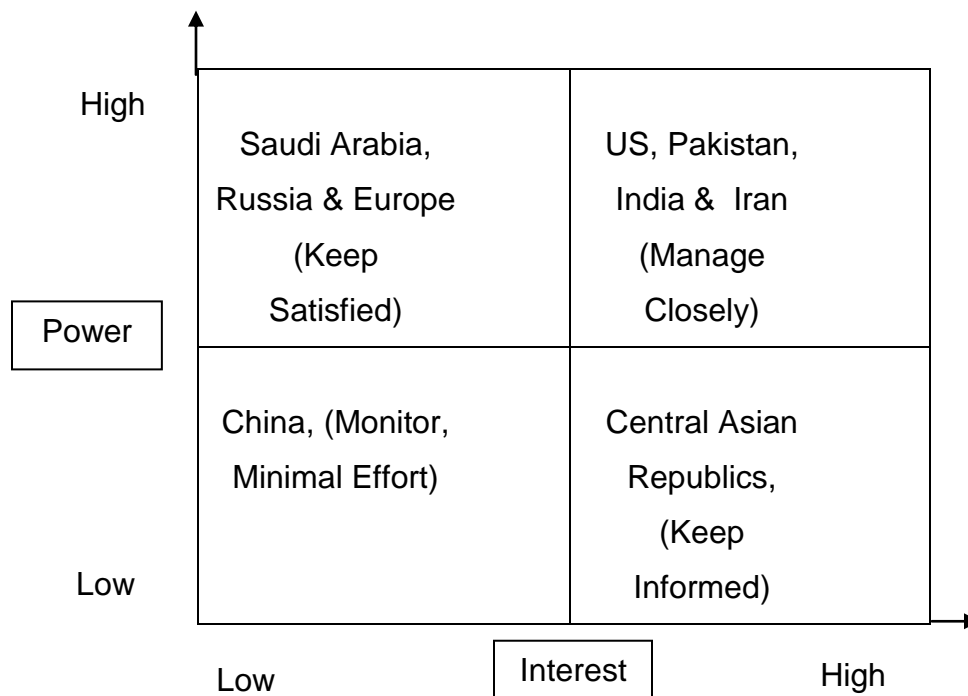 High
Saudi Arabia,
Russia & Europe
(Keep
Satisfied)
US, Pakistan,
India & Iran
(Manage
Closely)
Power
China, (Monitor,
Minimal Effort)
Central Asian
Republics,
(Keep
Informed)
Low
Low
Interest
High